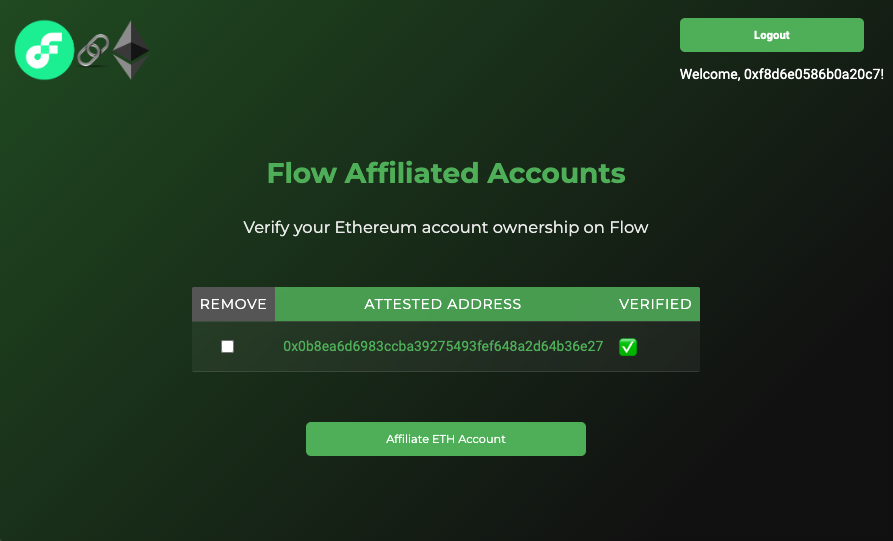 Logout
Welcome, 0xf8d6e0586b0a20c7!
Flow Affiliated Accounts
Verify your Ethereum account ownership on Flow
REMOVE ATTESTED ADDRESS VERIFIED
0x0b8ea6d6983ccba39275493fef648a2d64b36e27
Affiliate ETH Account